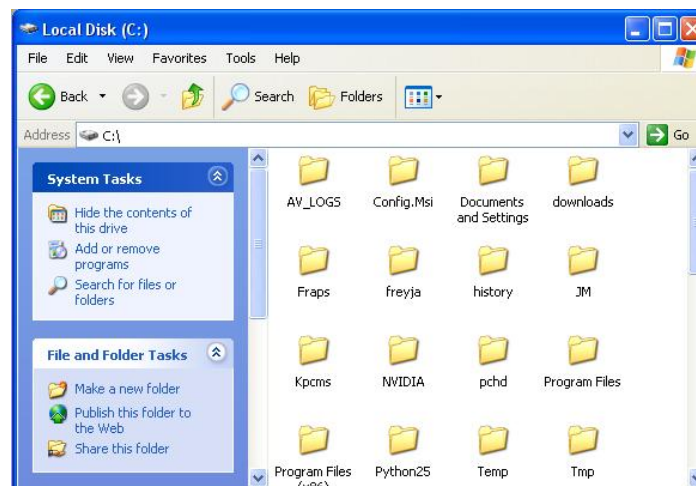 Local Disk (C:)
File Edit View Favorites Tools Help
Back Search Folders
Address C:\ Go
System Tasks
Hide the contents of
this drive
Add or remove
programs
Search for files or
folders
File and Folder Tasks
Make a new folder
Publish this folder to
the Web
Share this folder
AV_LOGS Config.Msi Documents
and Settings downloads
Fraps freyja history JM
Kpcms NVIDIA pchd Program Files
Program Files
(x86) Python25 Temp Tmp